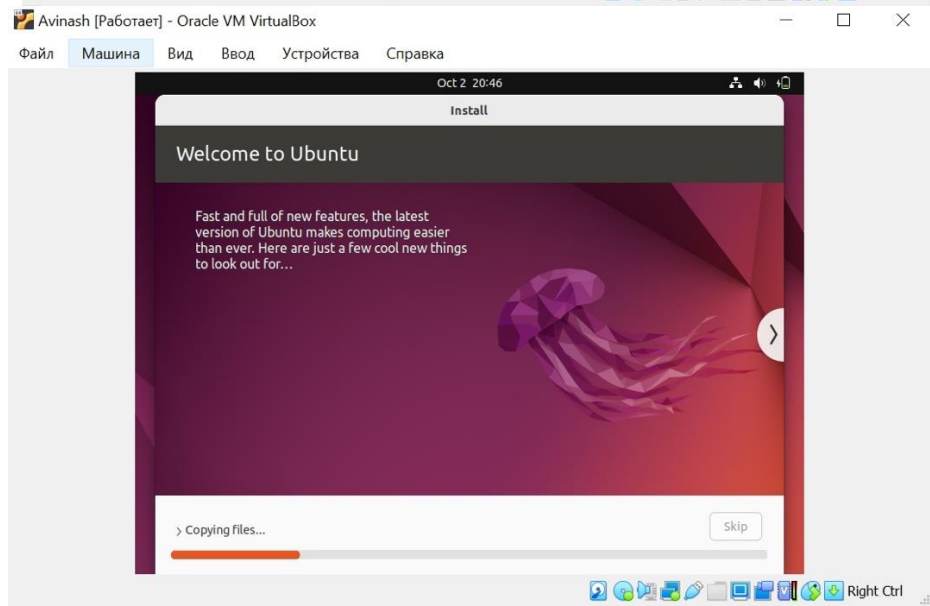 Avinash [Работает] - Oracle VM VirtualBox
Файл Машина Вид Ввод Устройства Справка
Oct 2 20:46
Install
Welcome to Ubuntu
Fast and full of new features, the latest
version of Ubuntu makes computing easier
than ever. Here are just a few cool new things
to look out for...
Copying files...
Skip
Right Ctrl